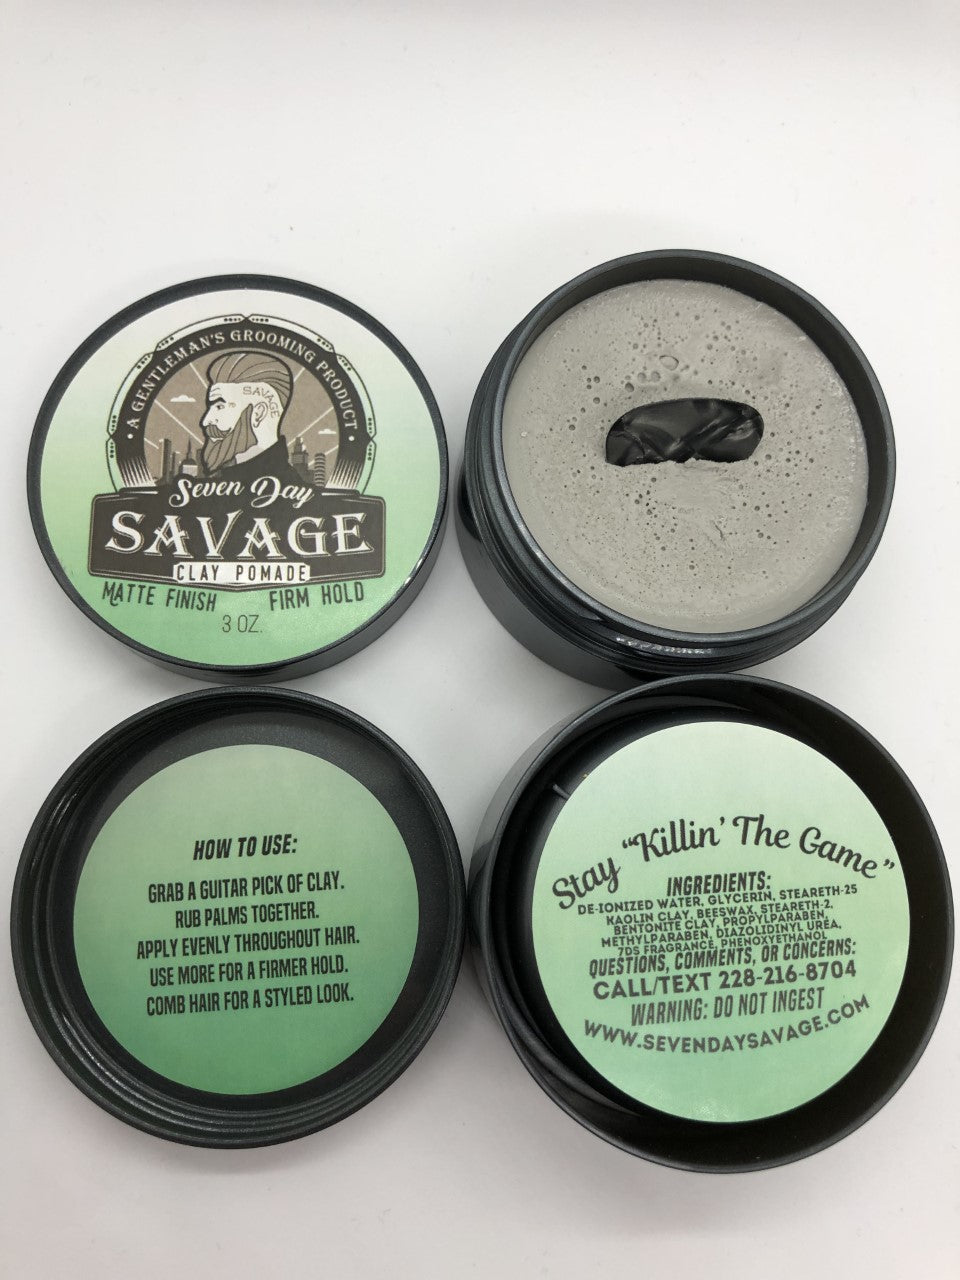 · A GENTLEMAN'S GROOMING PRODUCT ·
SAVAGE
Seven Day
SAVAGE
CLAY POMADE
MATTE FINISH FIRM HOLD
3 OZ.
HOW TO USE:
GRAB A GUITAR PICK OF CLAY.
RUB PALMS TOGETHER.
APPLY EVENLY THROUGHOUT HAIR.
USE MORE FOR A FIRMER HOLD.
COMB HAIR FOR A STYLED LOOK.
Stay "Killin' The Game"
INGREDIENTS:
DE-IONIZED WATER, GLYCERIN, STEARETH-25
KAOLIN CLAY, BEESWAX, STEARETH-2,
BENTONITE CLAY, PROPYLPARABEN,
METHYLPARABEN, DIAZOLIDINYL UREA,
7DS FRAGRANCE, PHENOXYETHANOL
QUESTIONS, COMMENTS, OR CONCERNS:
CALL/TEXT 228-216-8704
WARNING: DO NOT INGEST
WWW.SEVENDAYSAVAGE.COM